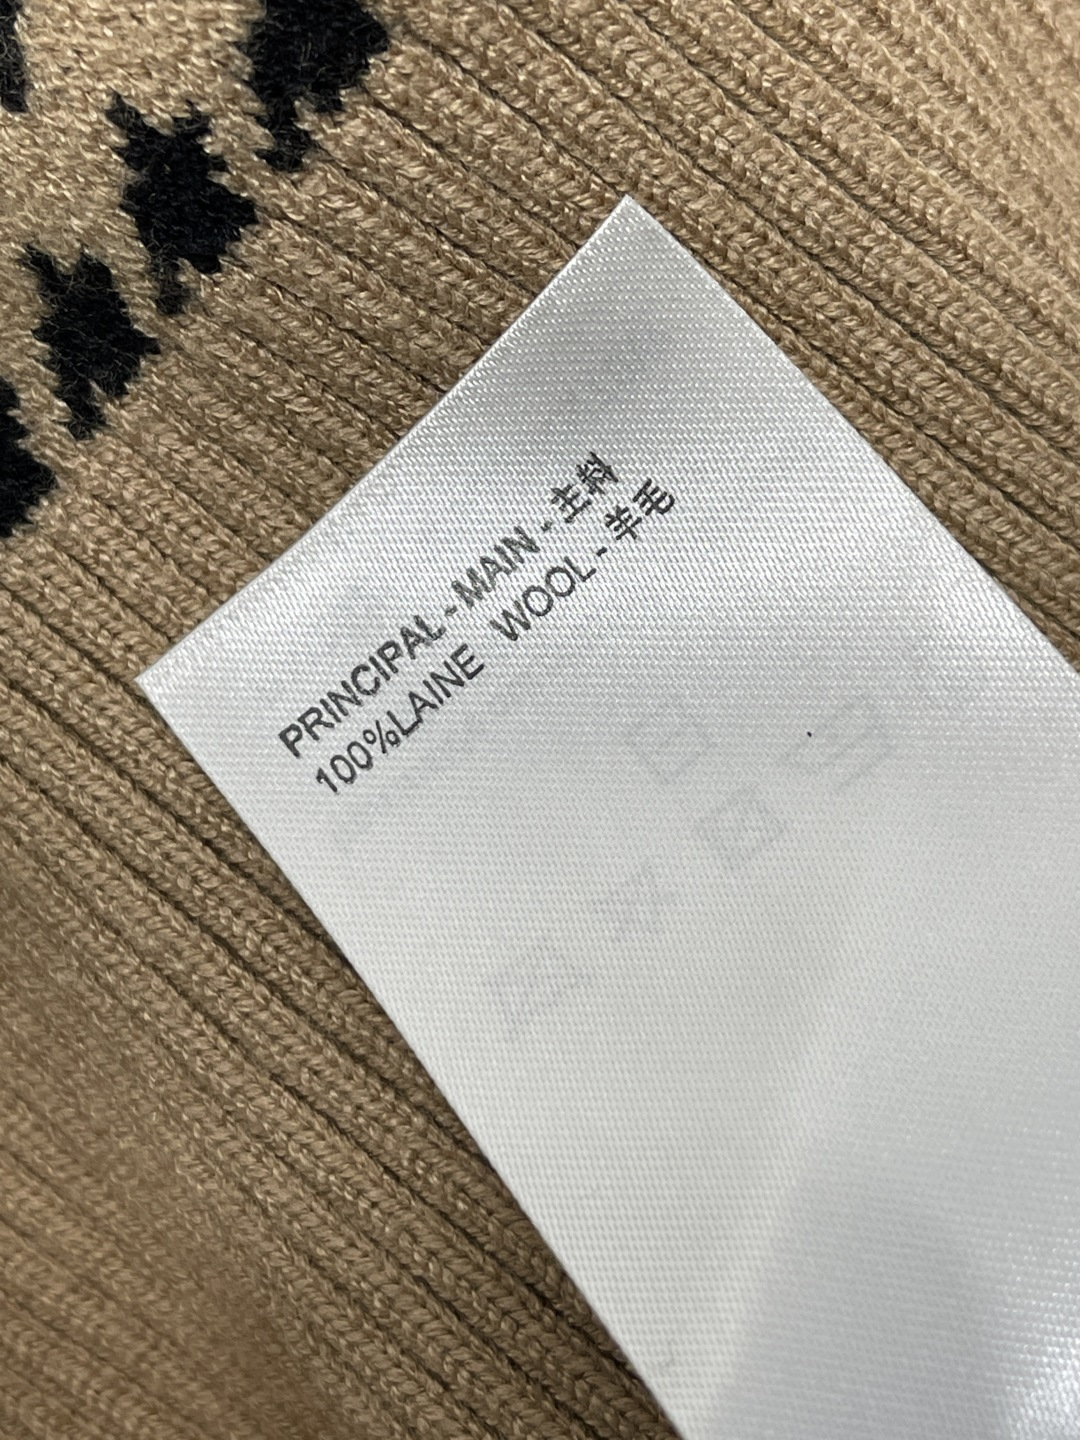 PRINCIPAL - MAIN - 主料
100%LAINE WOOL - 羊毛